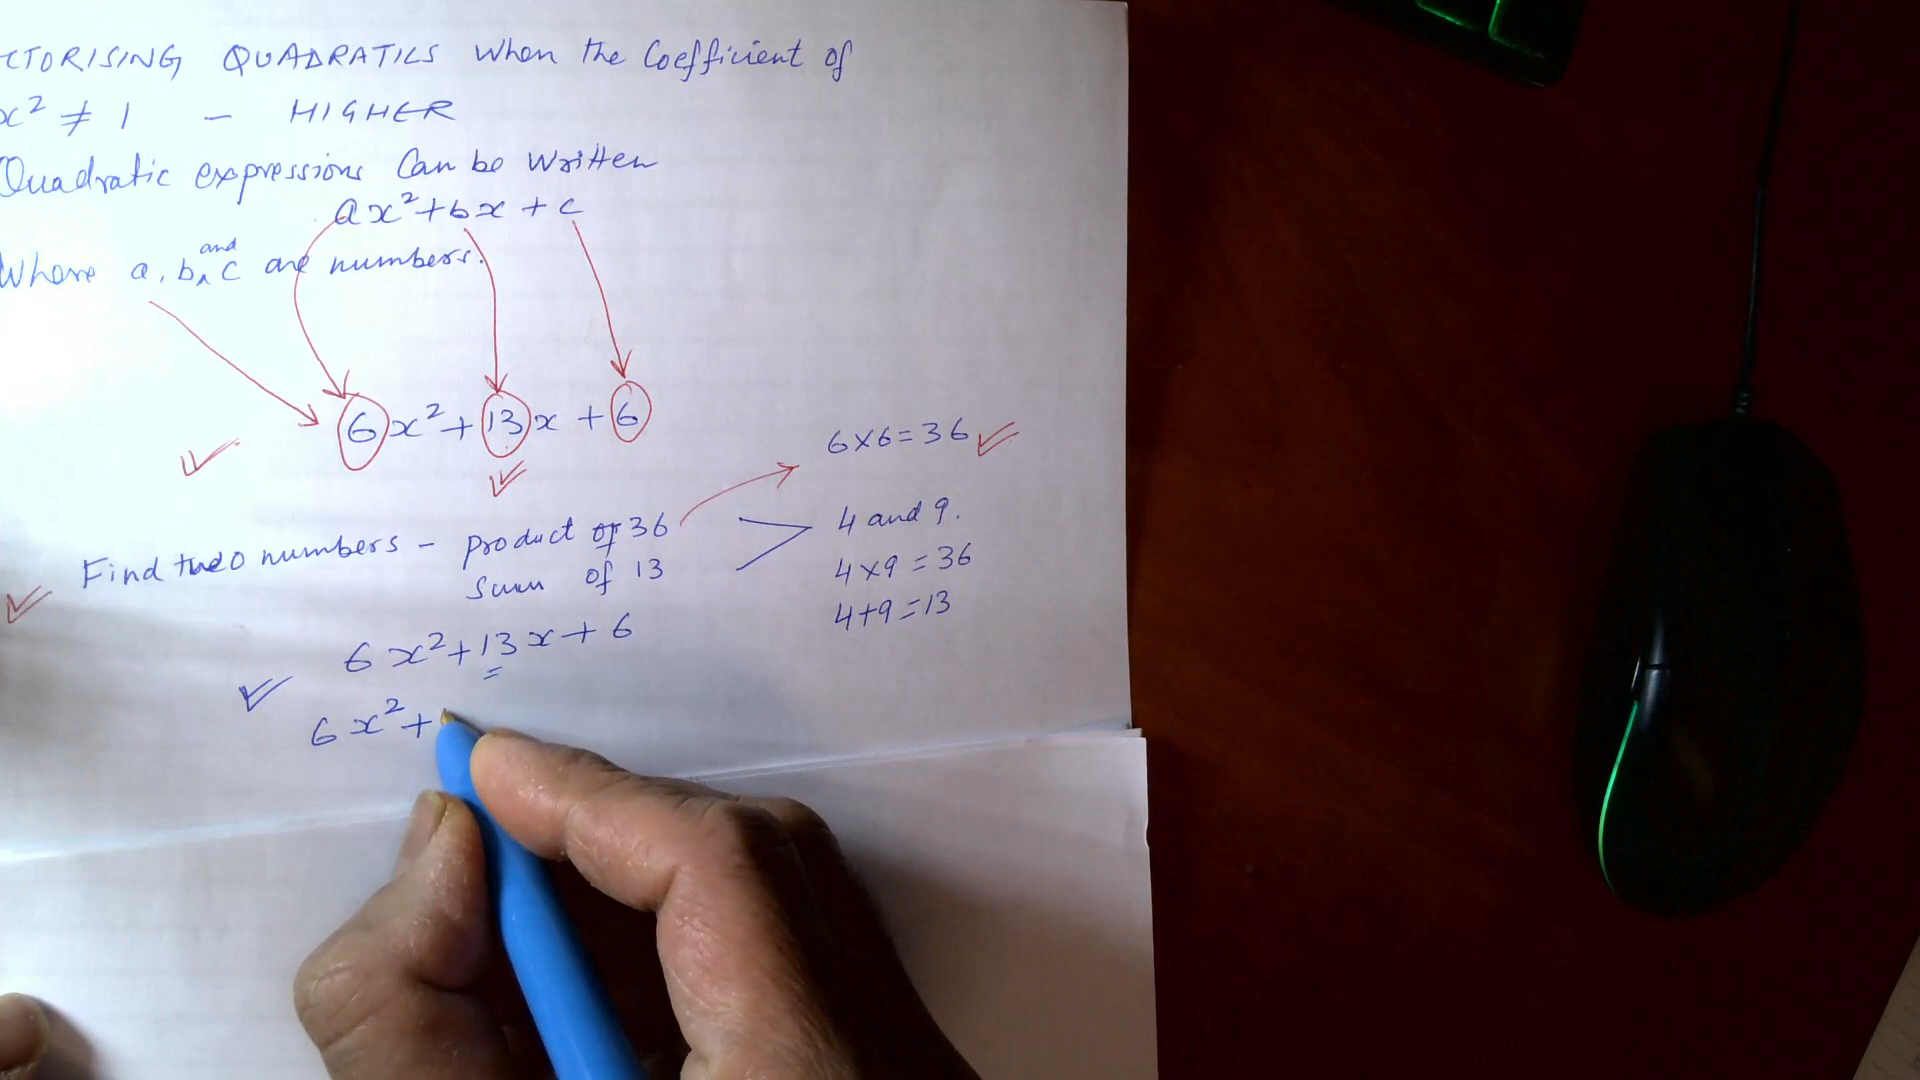 CTORISING QUADRATICS When the Coefficient of
x² ≠ 1 - HIGHER
Quadratic expressions Can be Written
ax²+bx+c
and
Where a, b^c are numbers.
6x²+13x+6
6×6=36
Find two numbers - product of 36
4 and 9.
Sum of 13
4×9=36
4+9=13
6x²+13x+6
6x²+